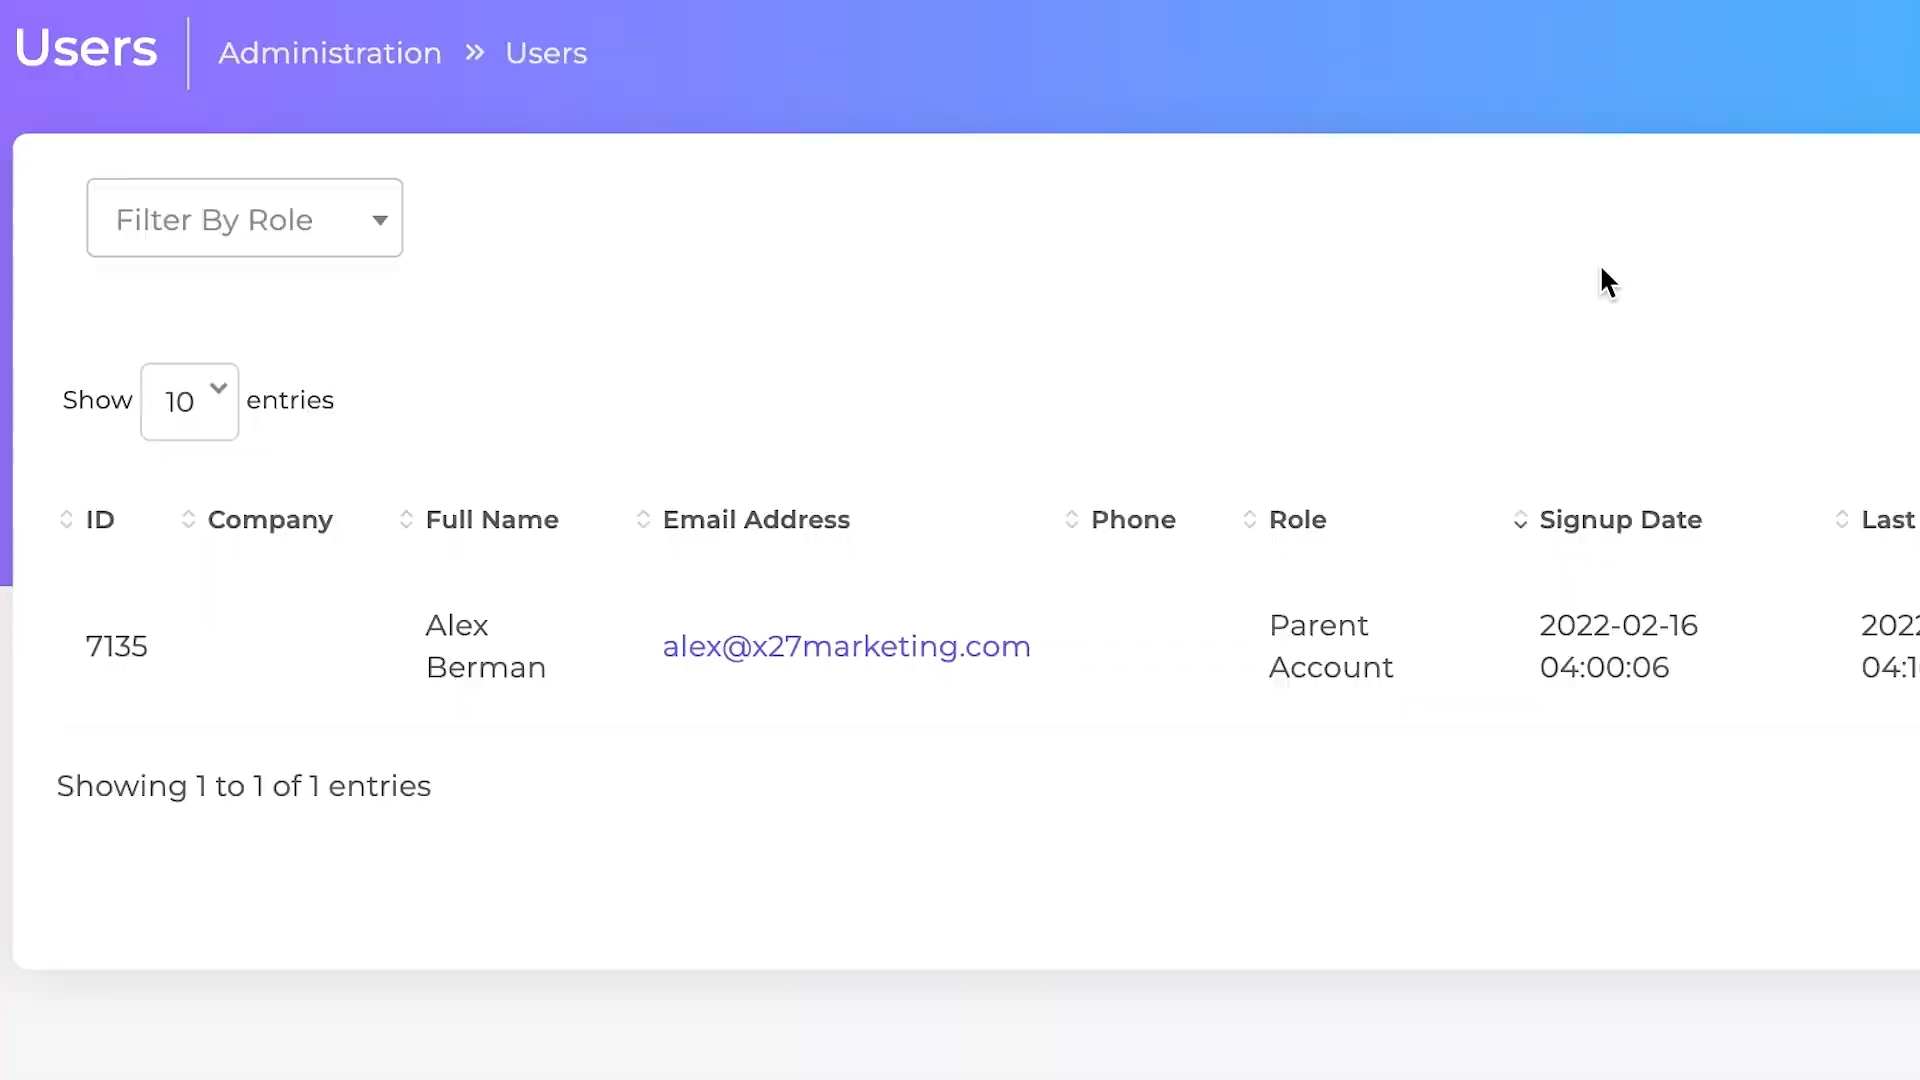 Users
Administration » Users
Filter By Role
Show 10 entries
ID Company Full Name Email Address Phone Role Signup Date Last
7135 Alex Berman alex@x27marketing.com Parent Account 2022-02-16 04:00:06
Showing 1 to 1 of 1 entries